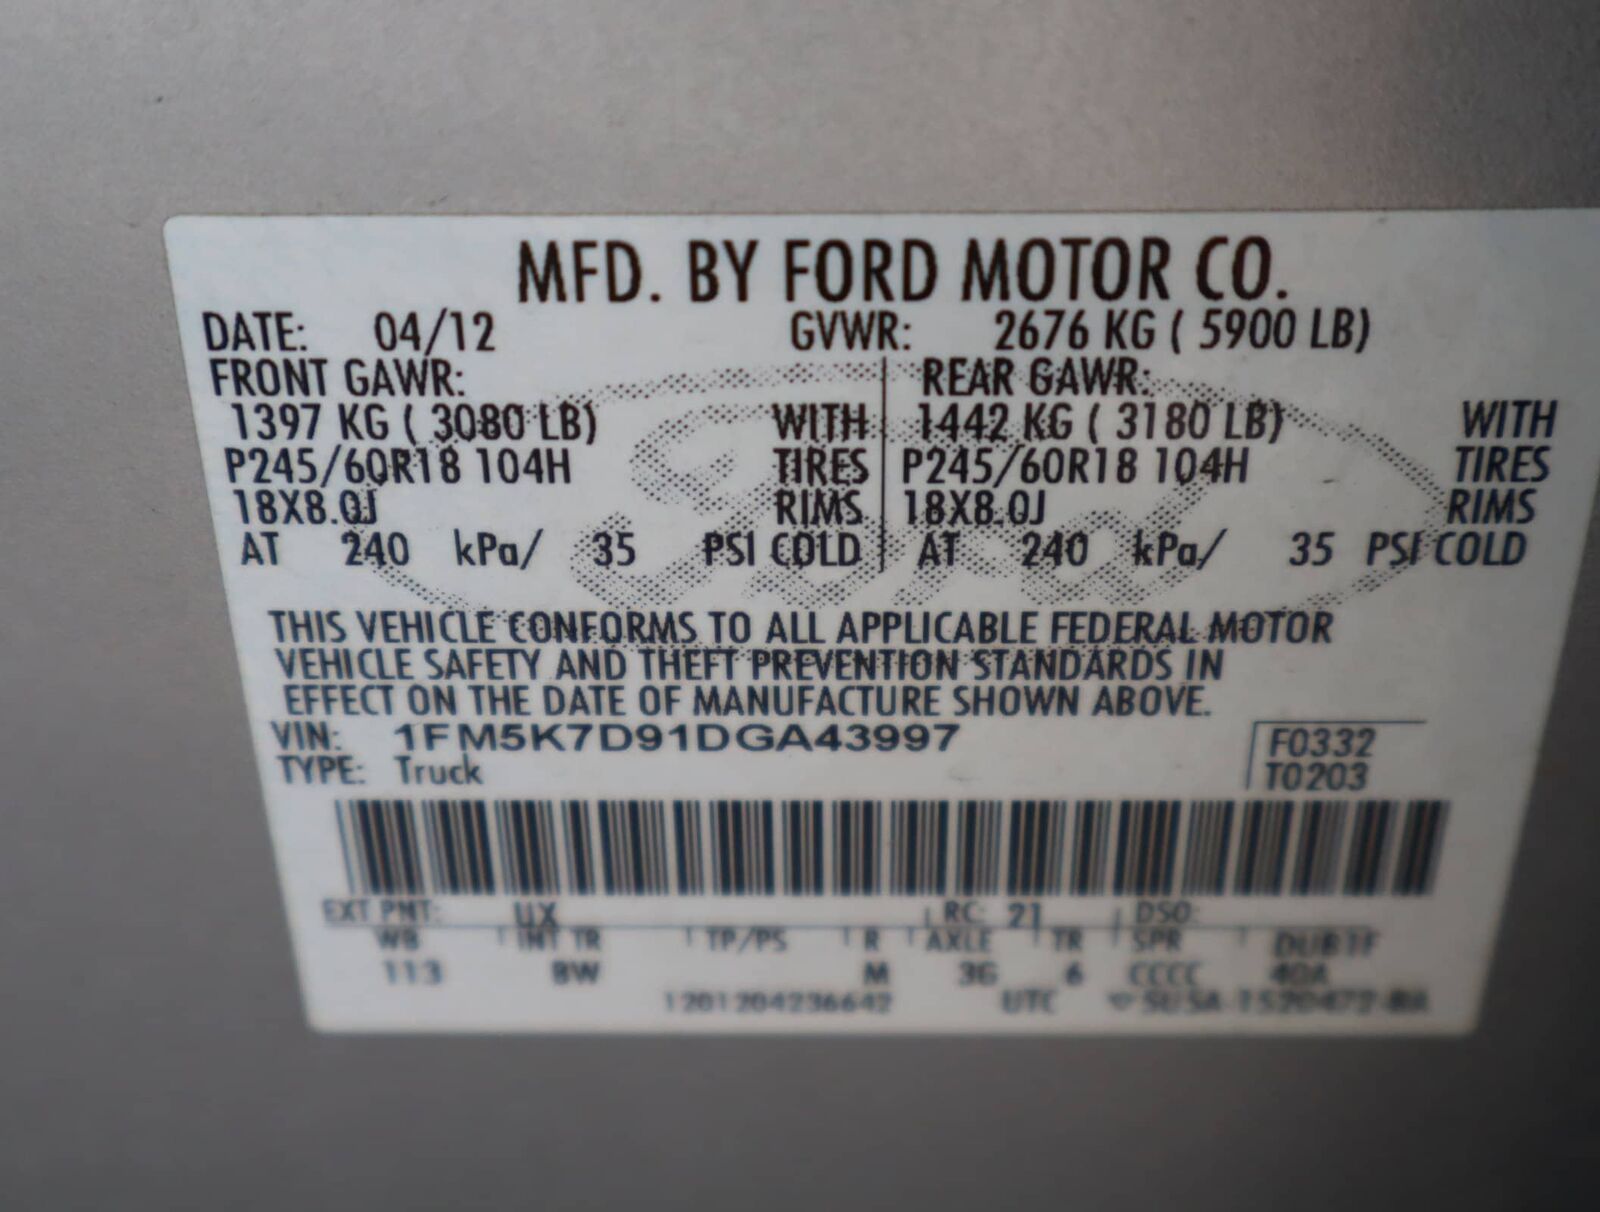 MFD. BY FORD MOTOR CO.
DATE: 04/12 GVWR: 2676 KG ( 5900 LB)
FRONT GAWR: REAR GAWR:
1397 KG ( 3080 LB) WITH 1442 KG ( 3180 LB) WITH
P245/60R18 104H TIRES P245/60R18 104H TIRES
18X8.0J RIMS 18X8.0J RIMS
AT 240 kPa/ 35 PSI COLD AT 240 kPa/ 35 PSI COLD
Ford
THIS VEHICLE CONFORMS TO ALL APPLICABLE FEDERAL MOTOR
VEHICLE SAFETY AND THEFT PREVENTION STANDARDS IN
EFFECT ON THE DATE OF MANUFACTURE SHOWN ABOVE.
VIN: 1FM5K7D91DGA43997 F0332
TYPE: Truck T0203
EXT PNT: UX RC: 21 DSO:
WB INT TR TP/PS R AXLE TR SPR
113 8W M 3G 6 CCCC 40A
1201204236642 UTC